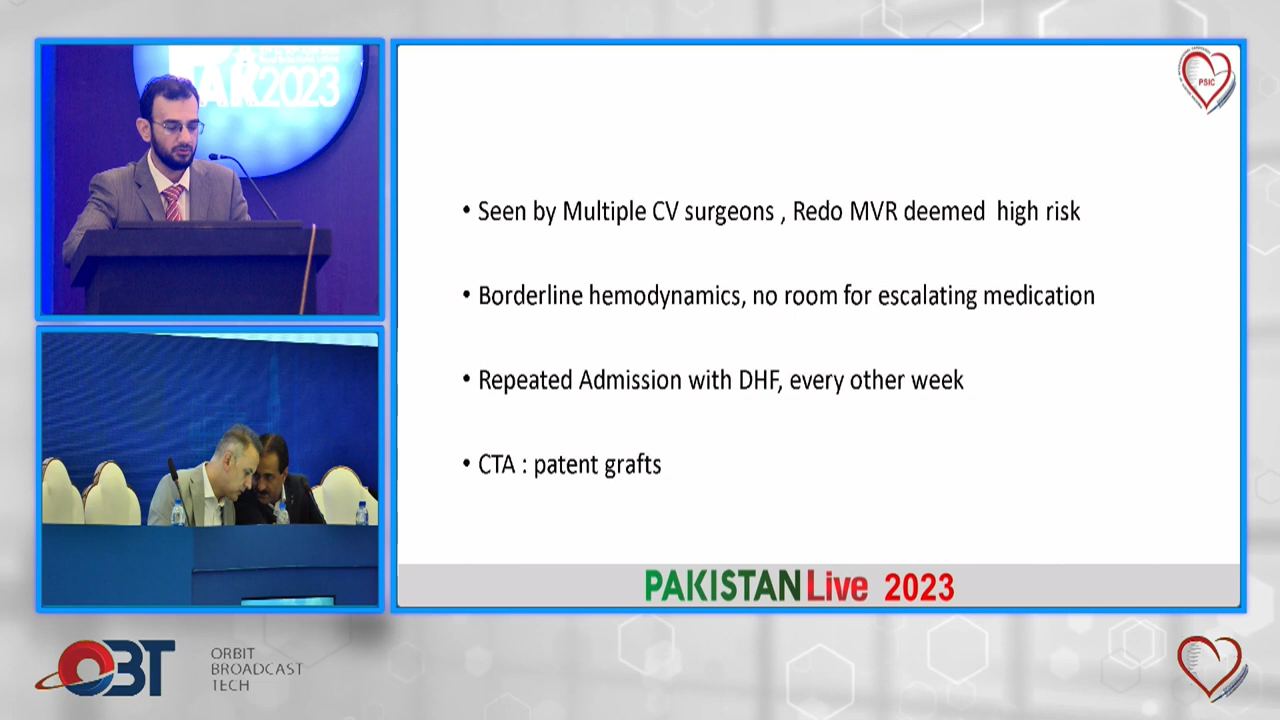 AK2023
PSIC
• Seen by Multiple CV surgeons , Redo MVR deemed high risk
• Borderline hemodynamics, no room for escalating medication
• Repeated Admission with DHF, every other week
• CTA : patent grafts
PAKISTAN Live 2023
OBT
ORBIT
BROADCAST
TECH